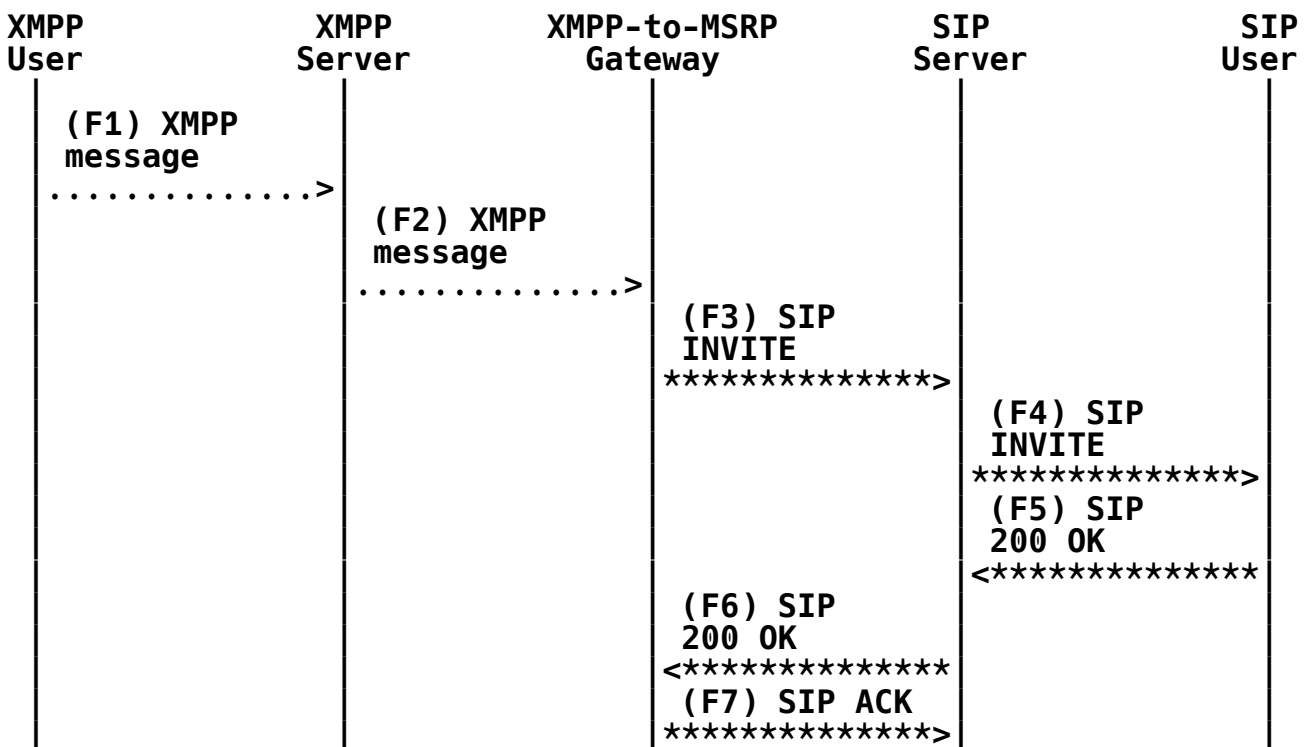 XMPP XMPP XMPP-to-MSRP SIP SIP
User Server Gateway Server User
(F1) XMPP
message
..............>
(F2) XMPP
message
..............>
(F3) SIP
INVITE
**************>
(F4) SIP
INVITE
**************>
(F5) SIP
200 OK
<**************
(F6) SIP
200 OK
<**************
(F7) SIP ACK
**************>